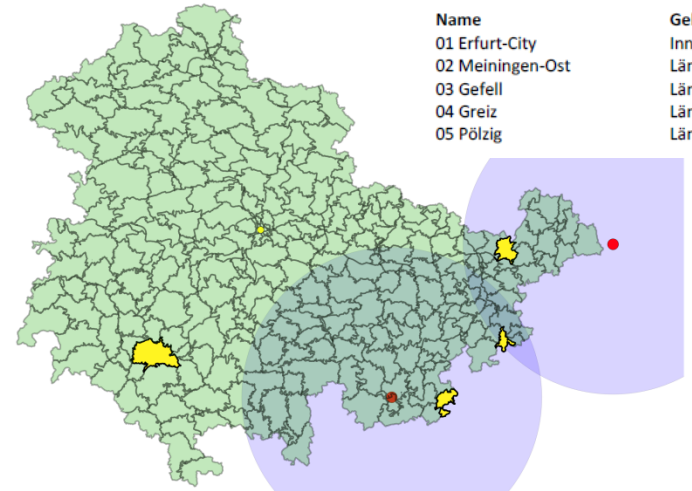 Name
01 Erfurt-City
02 Meiningen-Ost
03 Gefell
04 Greiz
05 Pölzig